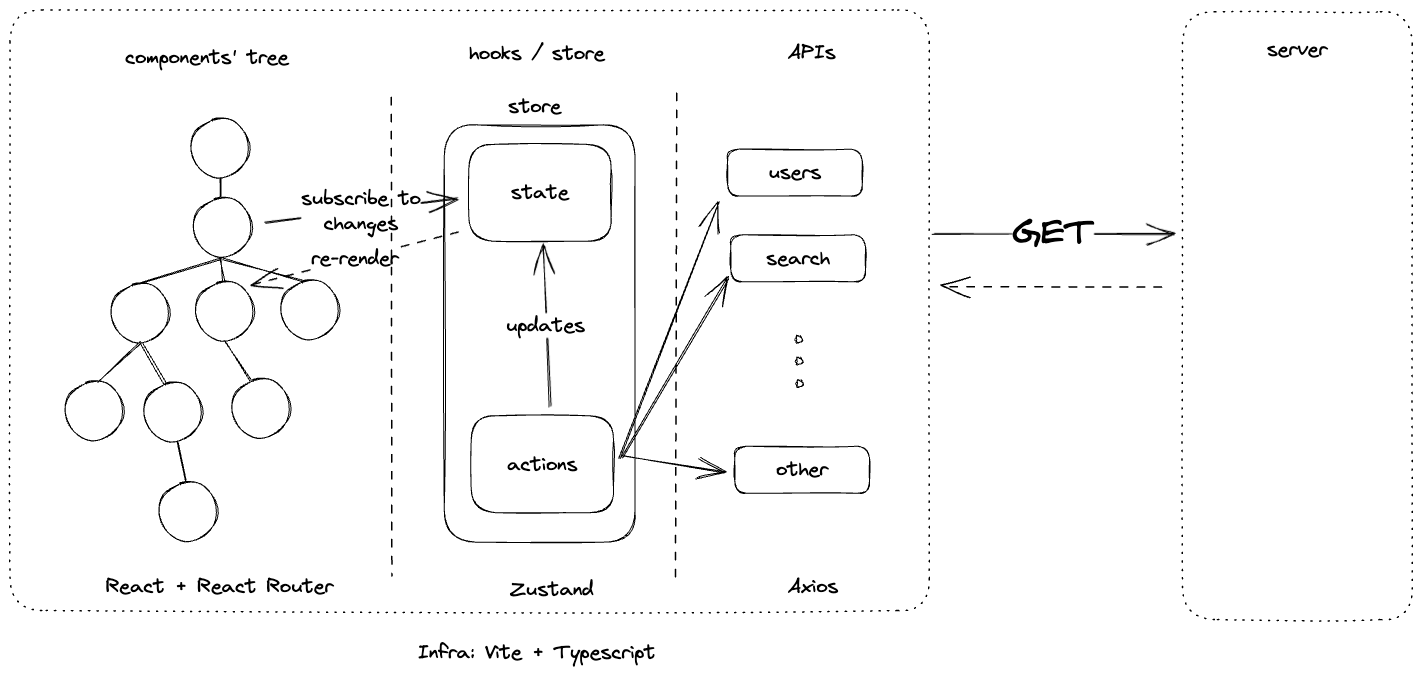 components' tree
hooks / store
APIs
server
store
state
subscribe to
changes
re-render
updates
actions
users
search
other
GET
React + React Router
Zustand
Axios
Infra: Vite + Typescript